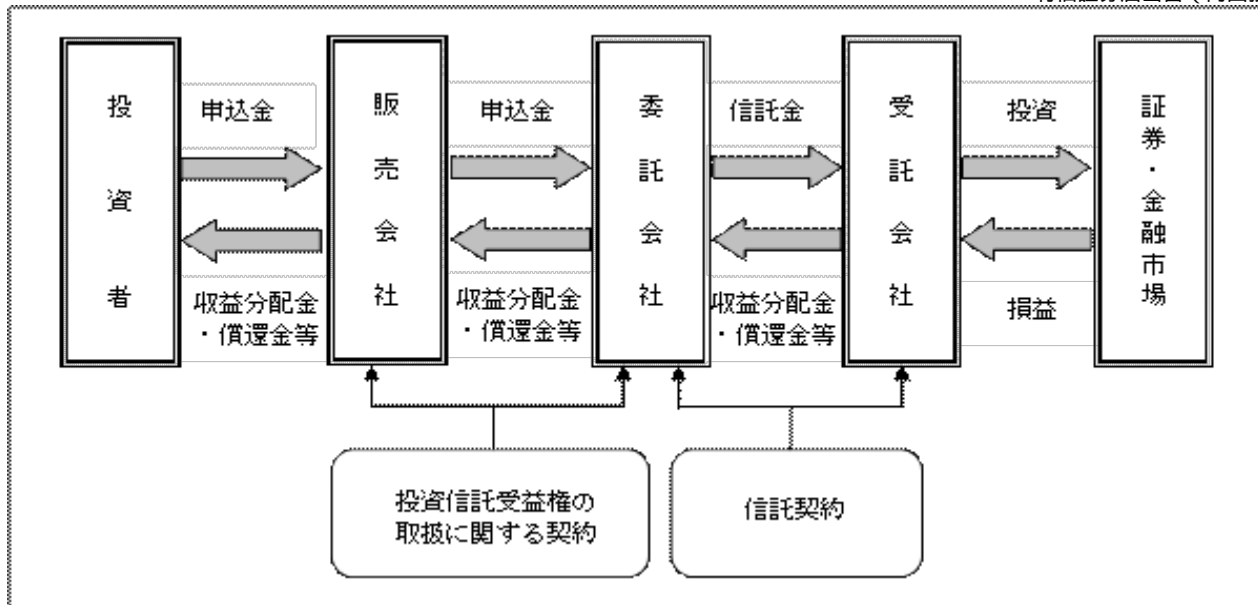 投資者
申込金
収益分配金
・償還金等
販売会社
申込金
収益分配金
・償還金等
委託会社
信託金
収益分配金
・償還金等
受託会社
投資
損益
証券・金融市場
投資信託受益権の
取扱に関する契約
信託契約